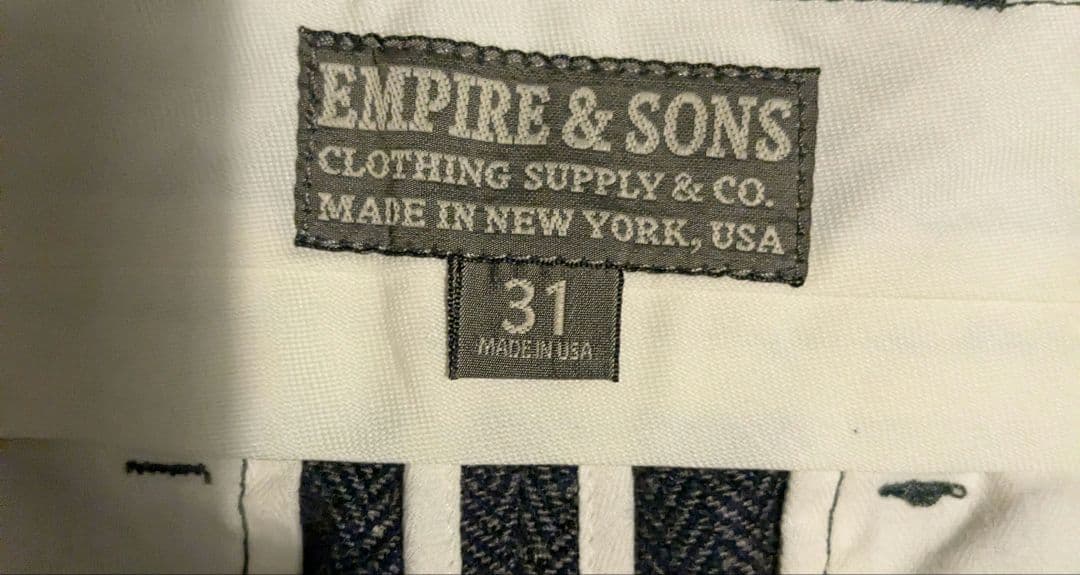 EMPIRE & SONS
CLOTHING SUPPLY & CO.
MADE IN NEW YORK, USA
31
MADE IN USA